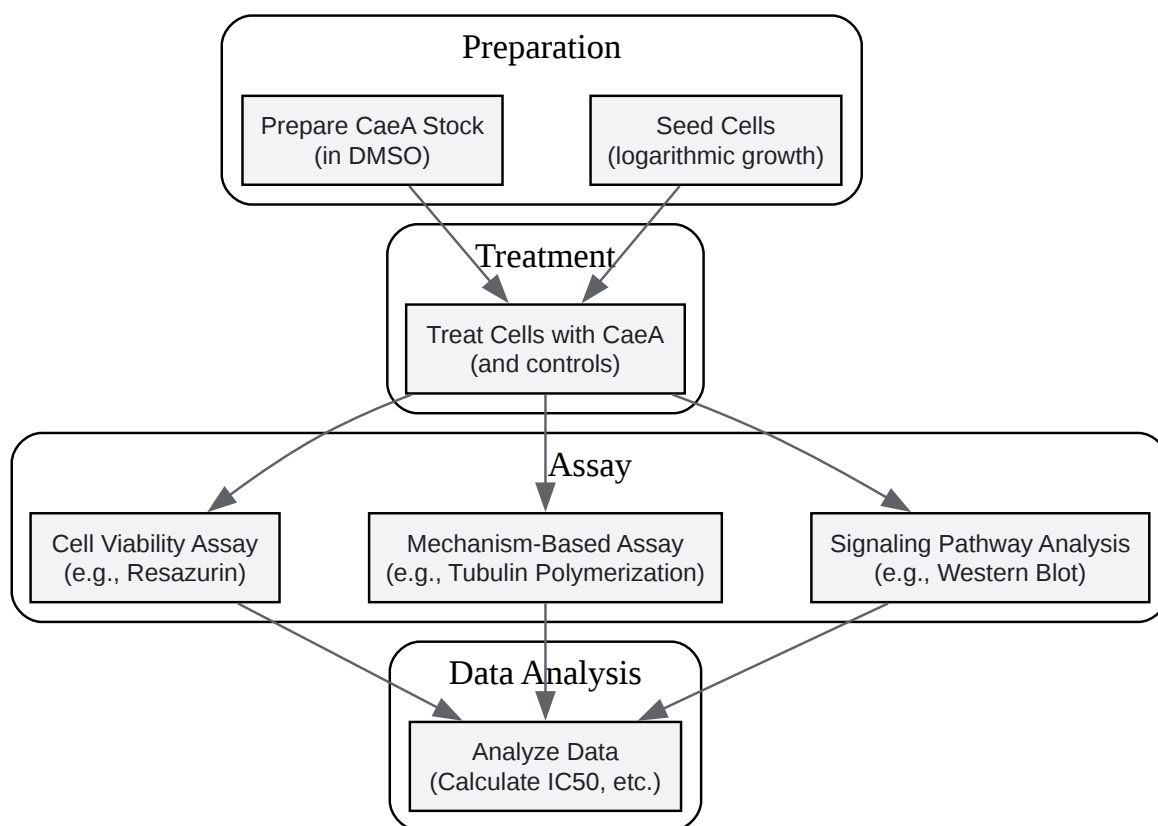 Preparation
Prepare CaeA Stock
(in DMSO)
Seed Cells
(logarithmic growth)
Treatment
Treat Cells with CaeA
(and controls)
Assay
Cell Viability Assay
(e.g., Resazurin)
Mechanism-Based Assay
(e.g., Tubulin Polymerization)
Signaling Pathway Analysis
(e.g., Western Blot)
Data Analysis
Analyze Data
(Calculate IC50, etc.)